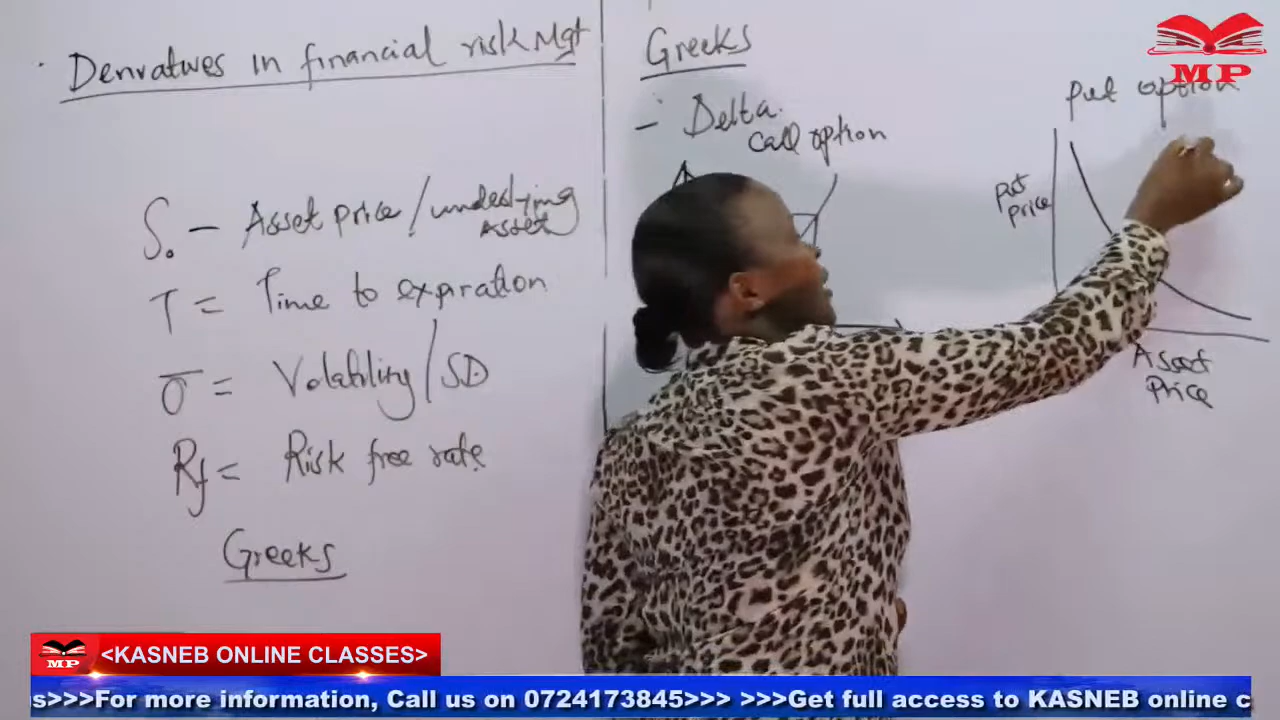 Derivatives in financial risk Mgt
S₀ – Asset price / underlying
Asset
T = Time to expiration
σ = Volatility / SD
Rf = Risk free rate
Greeks
Greeks
– Delta.
Call option
Put option
Put
Price
Asset
Price
MP
MP
<KASNEB ONLINE CLASSES>
s>>>For more information, Call us on 0724173845>>> >>>Get full access to KASNEB online c